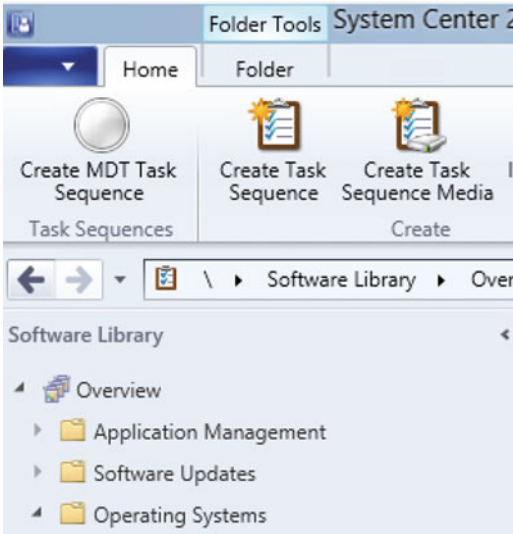 Folder Tools System Center 2
Home Folder
Create MDT Task Sequence
Create Task Sequence
Create Task Sequence Media
Task Sequences
Create
\ Software Library Over
Software Library
Overview
Application Management
Software Updates
Operating Systems